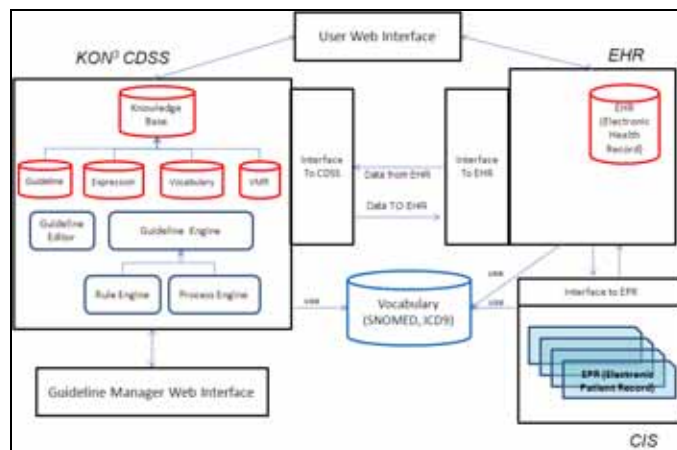 User Web Interface
KON³ CDSS
EHR
Knowledge
Base
EHR
(Electronic
Health
Record)
Guideline
Expression
Vocabulary
VMR
Interface
To CDSS
Data from EHR
Data TO EHR
Interface
To EHR
Guideline
Editor
Guideline Engine
Rule Engine
Process Engine
use
Vocabulary
(SNOMED, ICD9)
use
use
Interface to EPR
EPR (Electronic
Patient Record)
Guideline Manager Web Interface
CIS